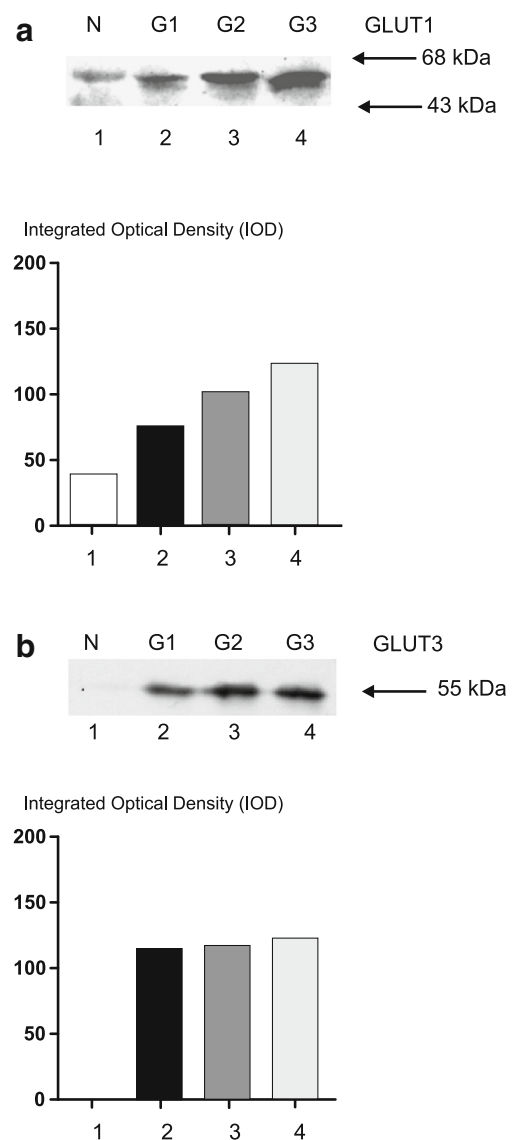 a N G1 G2 G3 GLUT1
68 kDa
43 kDa
1 2 3 4
Integrated Optical Density (IOD)
200
150
100
50
0
1 2 3 4
b N G1 G2 G3 GLUT3
55 kDa
1 2 3 4
Integrated Optical Density (IOD)
200
150
100
50
0
1 2 3 4